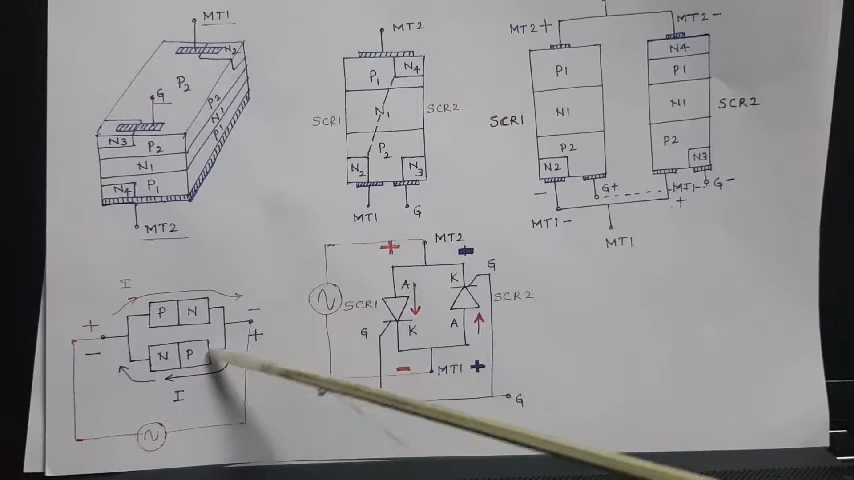 MT1
N2
P2
G
P2
N1
P1
N3
P2
N1
N4
P1
MT2
MT2
P1
N4
SCR1
N1
SCR2
P2
N2
N3
MT1
G
MT2+
MT2-
N4
P1
P1
N1
N1
SCR1
SCR2
P2
P2
N2
N3
-
G+
MT1-
G-
+
MT1-
MT1
I
P N
+
-
-
N P
+
I
+
MT2
+
G
A
K
SCR1
SCR2
G
K
A
-
MT1
+
G